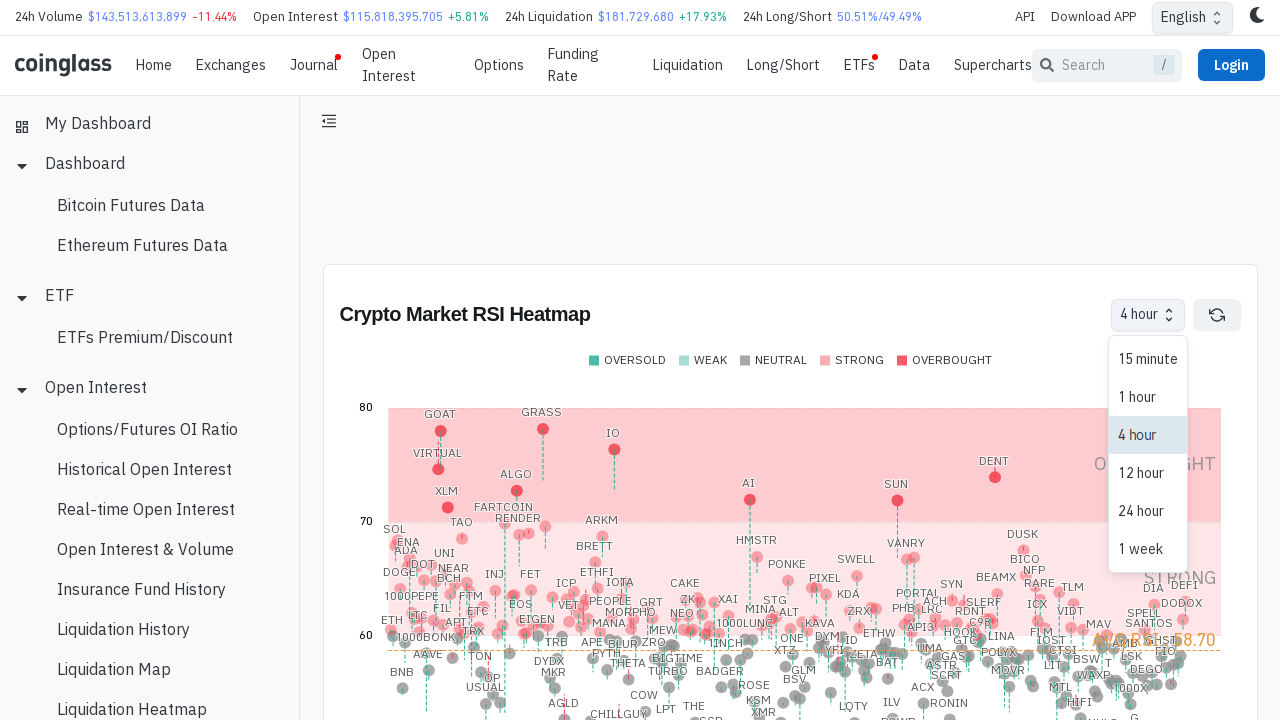 24h Volume $143,513,613,899 -11.44% Open Interest $115,818,395,705 +5.81% 24h Liquidation $181,729,680 +17.93% 24h Long/Short 50.51%/49.49% API Download APP English
coinglass Home Exchanges Journal Open Interest Options Funding Rate Liquidation Long/Short ETFs Data Supercharts Search / Login
My Dashboard
Dashboard
Bitcoin Futures Data
Ethereum Futures Data
ETF
ETFs Premium/Discount
Open Interest
Options/Futures OI Ratio
Historical Open Interest
Real-time Open Interest
Open Interest & Volume
Insurance Fund History
Liquidation History
Liquidation Map
Liquidation Heatmap
Crypto Market RSI Heatmap
4 hour
15 minute
1 hour
4 hour
12 hour
24 hour
1 week
OVERSOLD WEAK NEUTRAL STRONG OVERBOUGHT
80
GOAT GRASS
IO
VIRTUAL
ALGO AI SUN DENT
XLM
FARTCOIN
RENDER
70
TAO ARKM
SOL
ENA
ADA
BRETT HMSTR VANRY DUSK
UNI
DOT NEAR
DOGE BCH INJ FET ETHFI PONKE SWELL BICO
NFP
STRONG
1000PEPE FTM ICP IOTA CAKE PIXEL SYN BEAMX RARE TLM DIA DEFI
LTC FIL ETC EOS VET PEOPLE GRT ZK XAI STG KDA PORTAL
ACH SLERF ICX VIDT DODOX
ETH APT EIGEN MORPHO NEO MINA ALT ZRX PHB LRC RDNT SPELL
TRX MANA MEW 1000LUNC KAVA API3 C98 MAV SANTOS
60
1000BONK TRB APE BLUR ZRO 1INCH ONE DYM ID ETHW HOOK LINA FLM
AVG RSI: 58.70
AAVE TON PYTH BIGTIME XTZ YFI ZETA UMA GTC IOST AMB
DYDX THETA BAT ASTR GAS POLYX CTSI BSW LSK FIO
BNB OP MKR TURBO BADGER GLM BSV SCRT MOVR LIT WAXP DEGO
USUAL COW ROSE ACX MTL 1000X
AGLD LPT THE KSM LQTY ILV RONIN HIFI
CHILLGUY XMR G